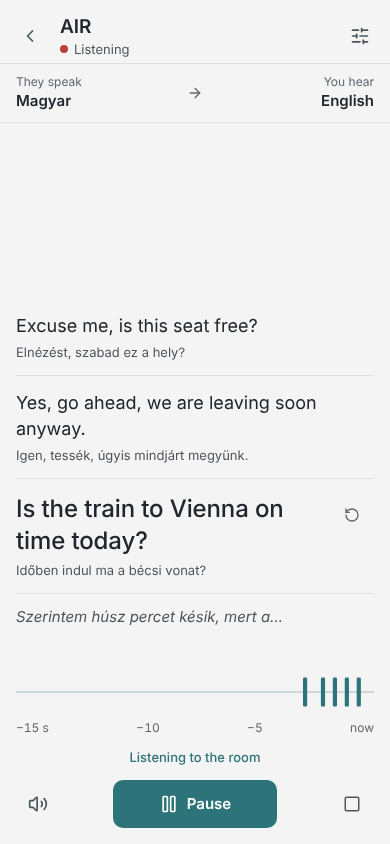 AIR
Listening
They speak
Magyar
You hear
English
Excuse me, is this seat free?
Elnézést, szabad ez a hely?
Yes, go ahead, we are leaving soon
anyway.
Igen, tessék, úgyis mindjárt megyünk.
Is the train to Vienna on
time today?
Időben indul ma a bécsi vonat?
Szerintem húsz percet késik, mert a...
−15 s
−10
−5
now
Listening to the room
Pause